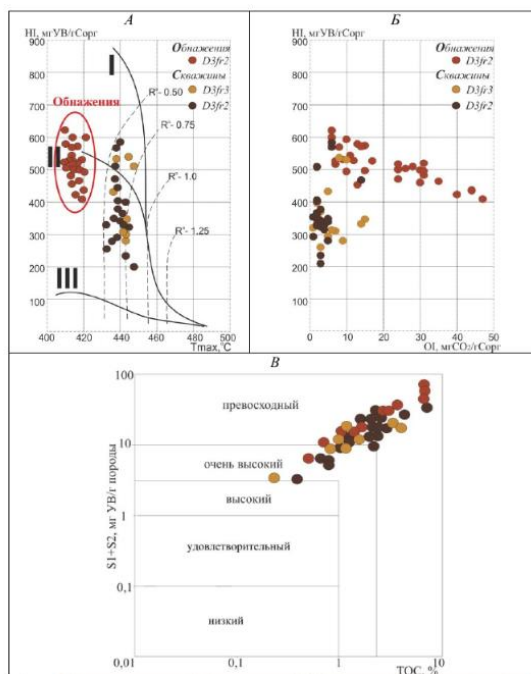 А
Б
HI, мгУВ/гСорг
HI, мгУВ/гСорг
900
800
700
600
500
400
300
200
100
400
420
440
460
480
500
Tmax,°C
I
II
III
Обнажения
R°- 0.50
R°- 0.75
R°- 1.0
R°- 1.25
Обнажения
D3fr2
Скважины
D3fr3
D3fr2
900
800
700
600
500
400
300
200
100
0
10
20
30
40
50
OI, мгCO₂/гСорг
Обнажения
D3fr2
Скважины
D3fr3
D3fr2
В
S1+S2, мг УВ/г породы
100
10
1
0,1
0,01
0,1
1
10
TOC, %
превосходный
очень высокий
высокий
удовлетворительный
низкий